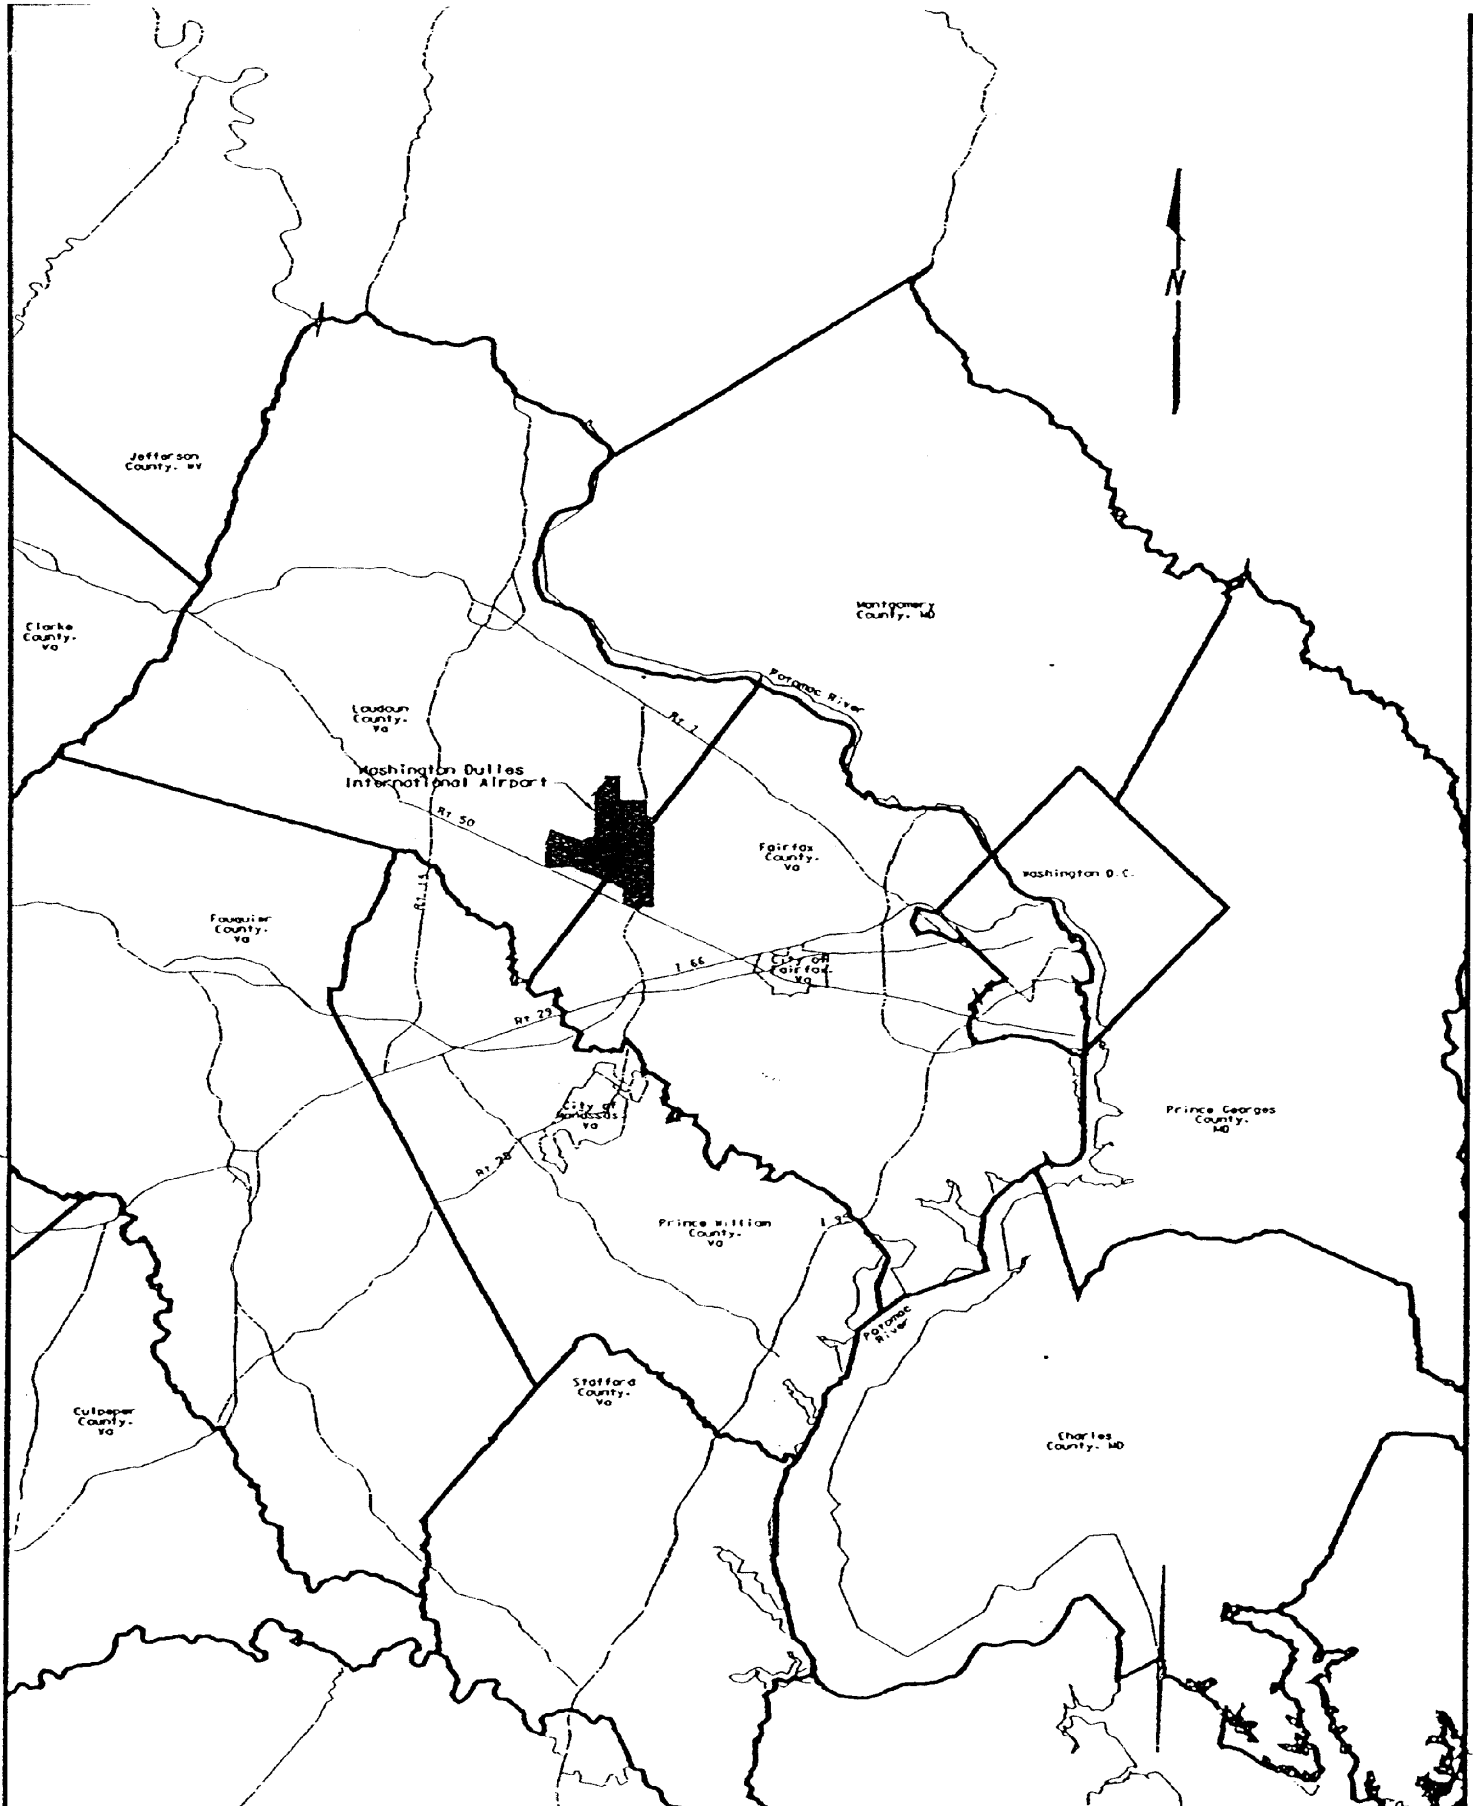 N
Jefferson
County. WV
Montgomery
County. MD
Clarke
County.
Va
Potomac River
Loudoun
County.
Va
Rt 7
Washington Dulles
International Airport
Rt 50
Fairfax
County.
Va
Washington D.C.
Rt 15
Fauquier
County.
Va
I 66
City of
Fairfax.
Va
Rt 29
City of
Manassas.
Va
Prince Georges
County.
MD
Rt 28
Prince William
County.
Va
I 95
Potomac
River
Stafford
County.
Va
Culpeper
County.
Va
Charles
County. MD